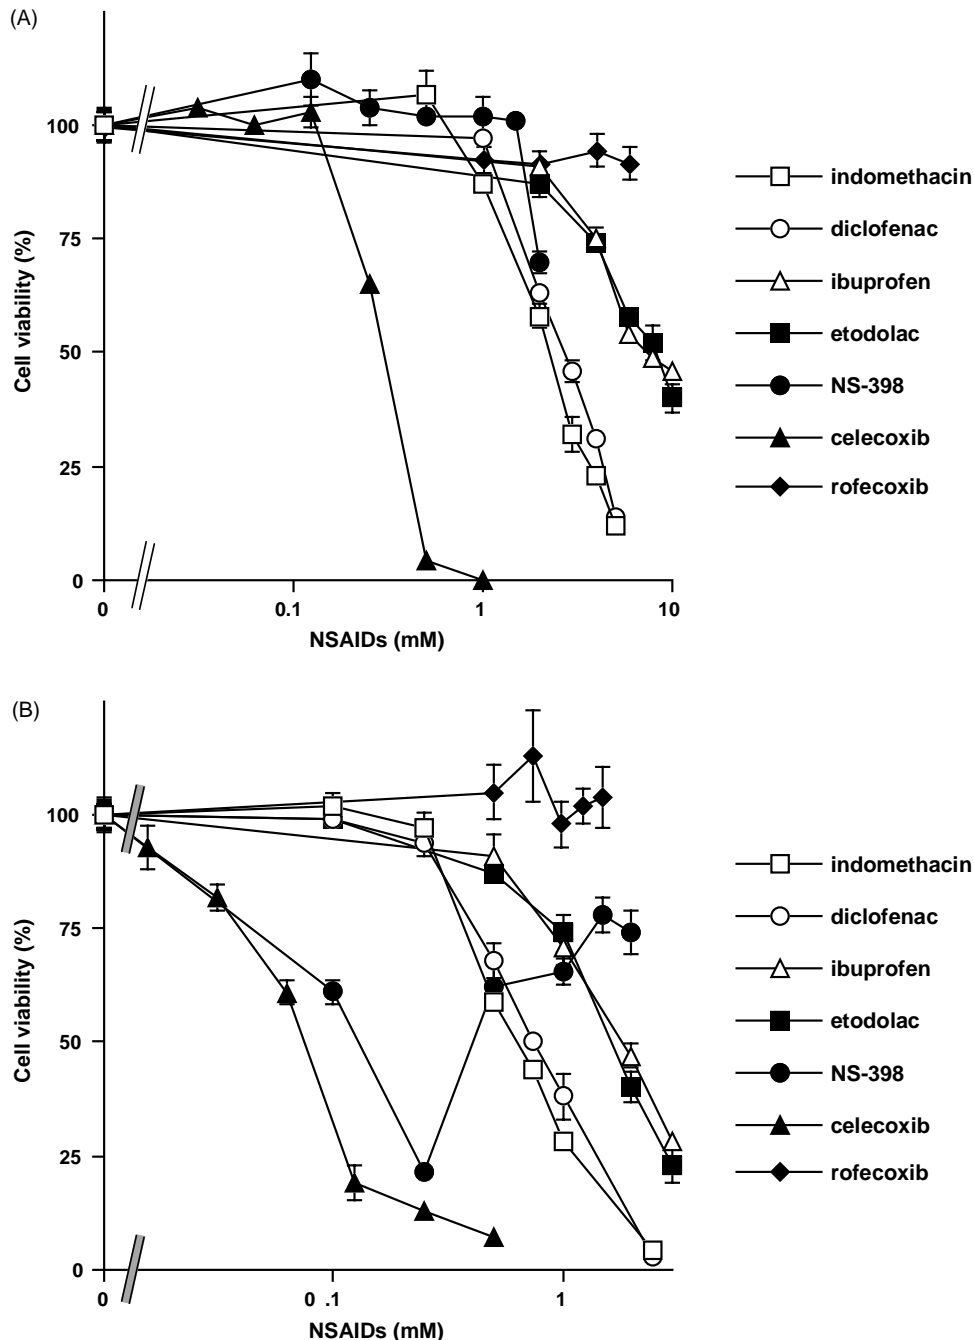 (A)
100
75
50
25
0
Cell viability (%)
0
0.1
1
10
NSAIDs (mM)
indomethacin
diclofenac
ibuprofen
etodolac
NS-398
celecoxib
rofecoxib
(B)
100
75
50
25
0
Cell viability (%)
0
0 .1
1
NSAIDs (mM)
indomethacin
diclofenac
ibuprofen
etodolac
NS-398
celecoxib
rofecoxib